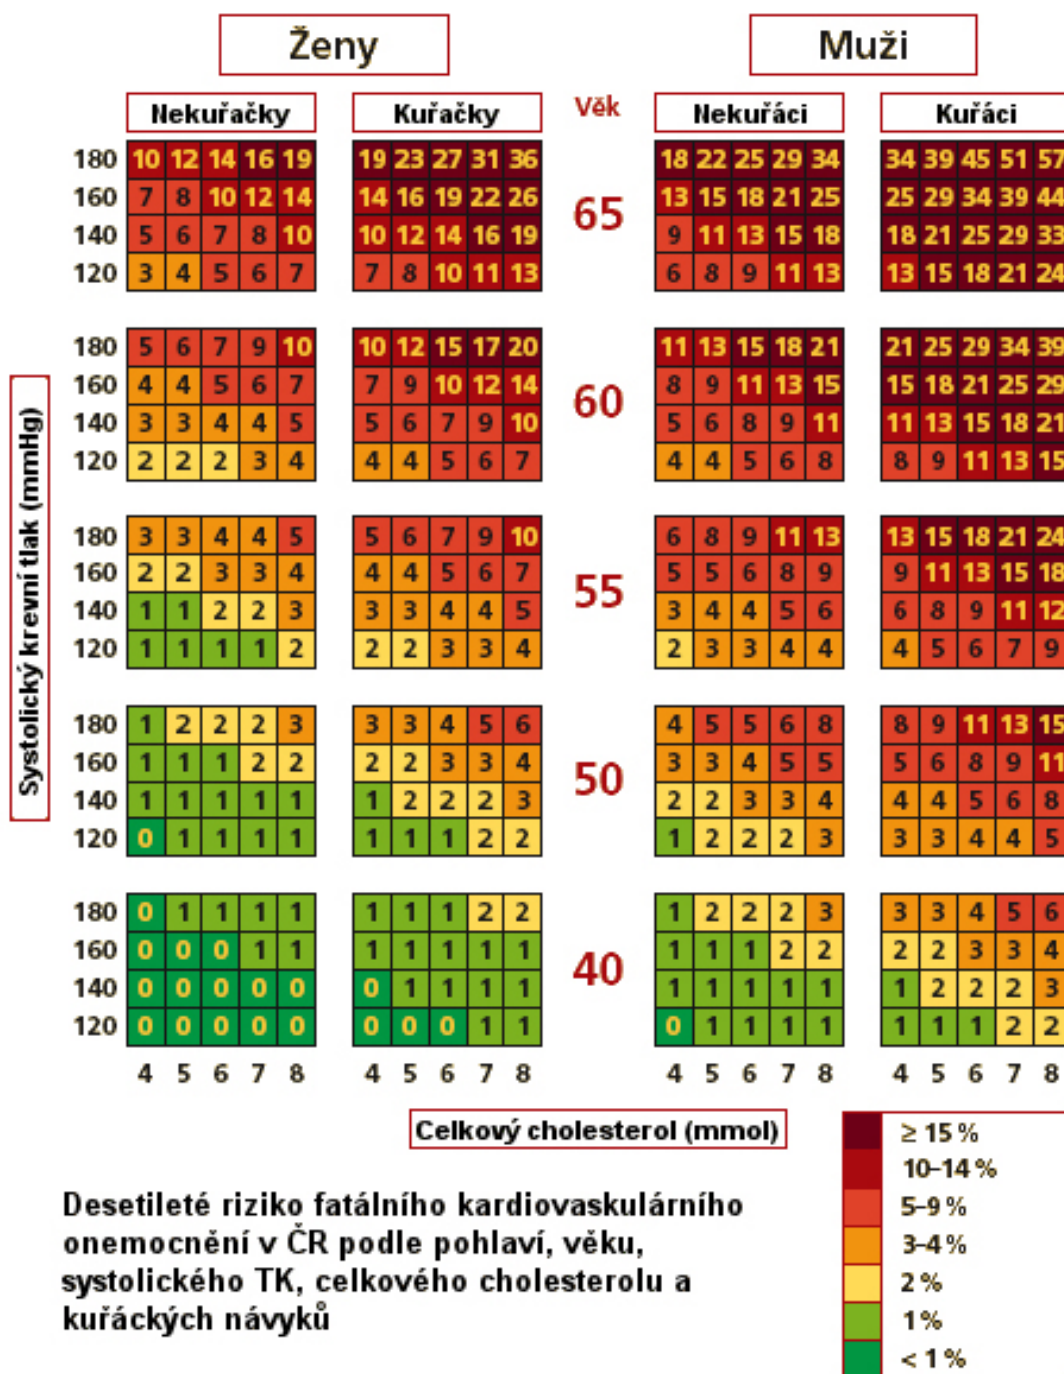 Ženy Muži
Nekuřačky Kuřačky Věk Nekuřáci Kuřáci
180 10 12 14 16 19 19 23 27 31 36 18 22 25 29 34 34 39 45 51 57
160 7 8 10 12 14 14 16 19 22 26 13 15 18 21 25 25 29 34 39 44
65
140 5 6 7 8 10 10 12 14 16 19 9 11 13 15 18 18 21 25 29 33
120 3 4 5 6 7 7 8 10 11 13 6 8 9 11 13 13 15 18 21 24
180 5 6 7 9 10 10 12 15 17 20 11 13 15 18 21 21 25 29 34 39
160 4 4 5 6 7 7 9 10 12 14 8 9 11 13 15 15 18 21 25 29
60
140 3 3 4 4 5 5 6 7 9 10 5 6 8 9 11 11 13 15 18 21
120 2 2 2 3 4 4 4 5 6 7 4 4 5 6 8 8 9 11 13 15
Systolický krevní tlak (mmHg)
180 3 3 4 4 5 5 6 7 9 10 6 8 9 11 13 13 15 18 21 24
160 2 2 3 3 4 4 4 5 6 7 5 5 6 8 9 9 11 13 15 18
55
140 1 1 2 2 3 3 3 4 4 5 3 4 4 5 6 6 8 9 11 12
120 1 1 1 1 2 2 2 3 3 4 2 3 3 4 4 4 5 6 7 9
180 1 2 2 2 3 3 3 4 5 6 4 5 5 6 8 8 9 11 13 15
160 1 1 1 2 2 2 2 3 3 4 3 3 4 5 5 5 6 8 9 11
50
140 1 1 1 1 1 1 2 2 2 3 2 2 3 3 4 4 4 5 6 8
120 0 1 1 1 1 1 1 1 2 2 1 2 2 2 3 3 3 4 4 5
180 0 1 1 1 1 1 1 1 2 2 1 2 2 2 3 3 3 4 5 6
160 0 0 0 1 1 1 1 1 1 1 1 1 1 2 2 2 2 3 3 4
40
140 0 0 0 0 0 0 1 1 1 1 1 1 1 1 1 1 2 2 2 3
120 0 0 0 0 0 0 0 0 1 1 0 1 1 1 1 1 1 1 2 2
4 5 6 7 8 4 5 6 7 8 4 5 6 7 8 4 5 6 7 8
Celkový cholesterol (mmol)
≥ 15 %
10–14 %
5–9 %
3–4 %
2 %
1 %
< 1 %
Desetileté riziko fatálního kardiovaskulárního
onemocnění v ČR podle pohlaví, věku,
systolického TK, celkového cholesterolu a
kuřáckých návyků